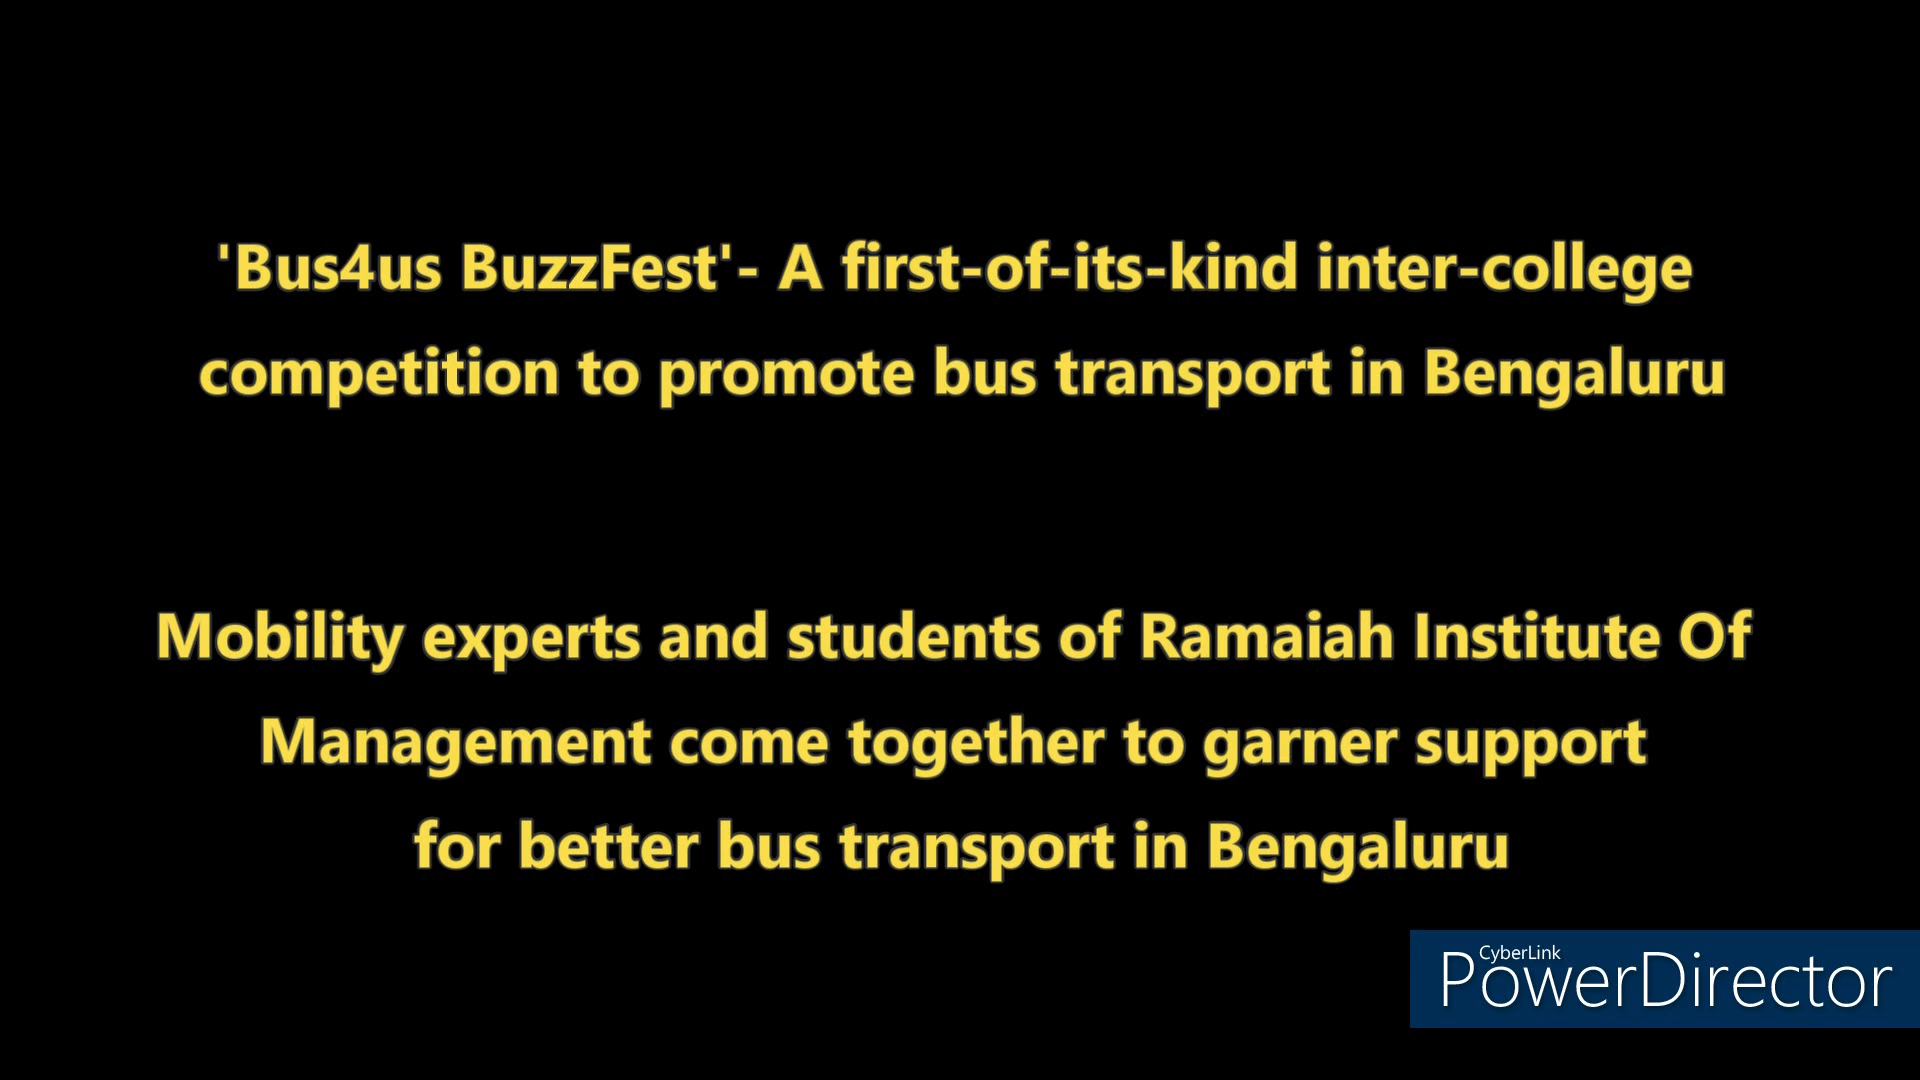 'Bus4us BuzzFest'- A first-of-its-kind inter-college
competition to promote bus transport in Bengaluru
Mobility experts and students of Ramaiah Institute Of
Management come together to garner support
for better bus transport in Bengaluru
CyberLink
PowerDirector